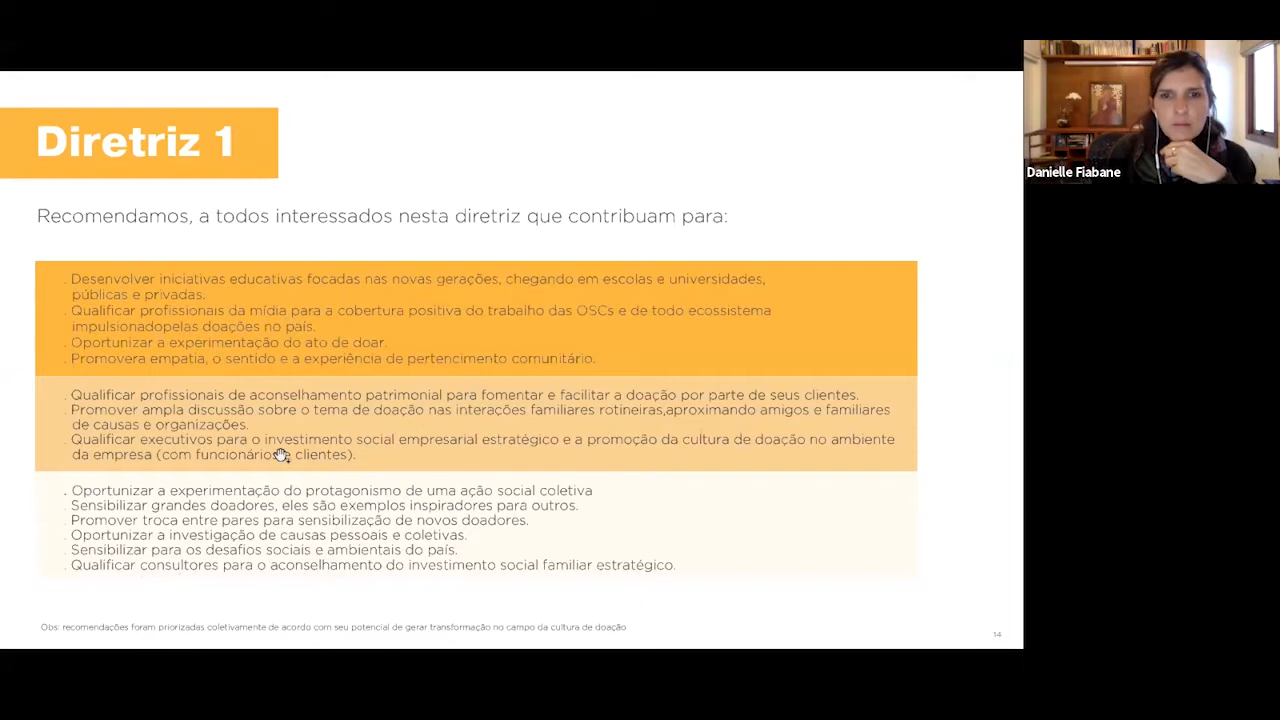 Diretriz 1
Danielle Fiabane
Recomendamos, a todos interessados nesta diretriz que contribuam para:
. Desenvolver iniciativas educativas focadas nas novas gerações, chegando em escolas e universidades,
públicas e privadas.
. Qualificar profissionais da mídia para a cobertura positiva do trabalho das OSCs e de todo ecossistema
impulsionadopelas doações no país.
. Oportunizar a experimentação do ato de doar.
. Promovera empatia, o sentido e a experiência de pertencimento comunitário.
. Qualificar profissionais de aconselhamento patrimonial para fomentar e facilitar a doação por parte de seus clientes.
. Promover ampla discussão sobre o tema de doação nas interações familiares rotineiras,aproximando amigos e familiares
de causas e organizações.
. Qualificar executivos para o investimento social empresarial estratégico e a promoção da cultura de doação no ambiente
da empresa (com funcionários e clientes).
. Oportunizar a experimentação do protagonismo de uma ação social coletiva
. Sensibilizar grandes doadores, eles são exemplos inspiradores para outros.
. Promover troca entre pares para sensibilização de novos doadores.
. Oportunizar a investigação de causas pessoais e coletivas.
. Sensibilizar para os desafios sociais e ambientais do país.
. Qualificar consultores para o aconselhamento do investimento social familiar estratégico.
Obs: recomendações foram priorizadas coletivamente de acordo com seu potencial de gerar transformação no campo da cultura de doação
14